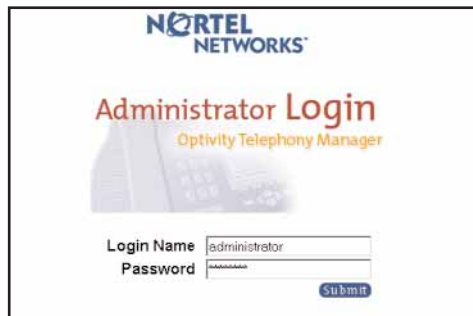 NORTEL
NETWORKS
Administrator Login
Optivity Telephony Manager
Login Name administrator
Password ********
Submit